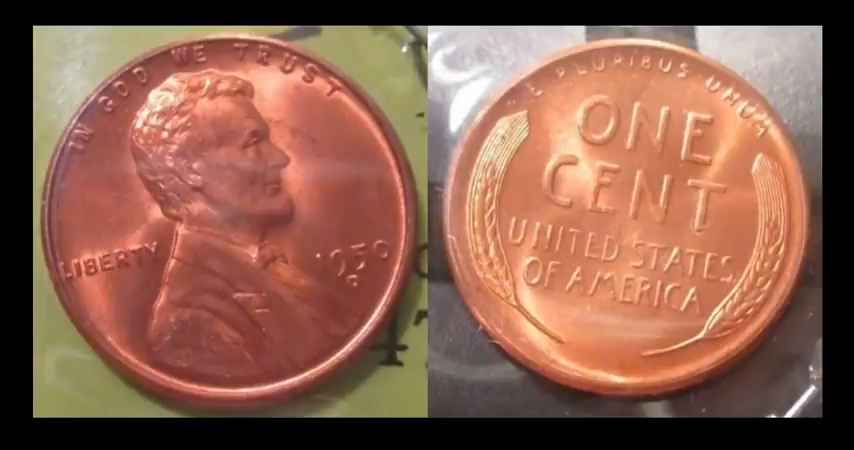 IN GOD WE TRUST
LIBERTY
1950
D
E PLURIBUS UNUM
ONE
CENT
UNITED STATES
OF AMERICA